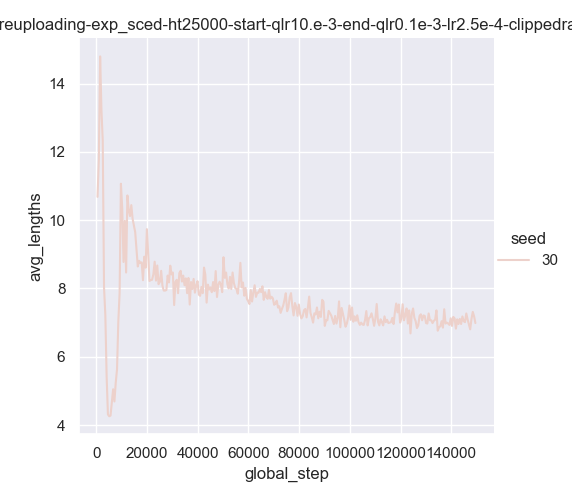 reuploading-exp_sced-ht25000-start-qlr10.e-3-end-qlr0.1e-3-lr2.5e-4-clippedra
14
12
10
8
6
4
avg_lengths
0 20000 40000 60000 80000 100000 120000 140000
global_step
seed
30